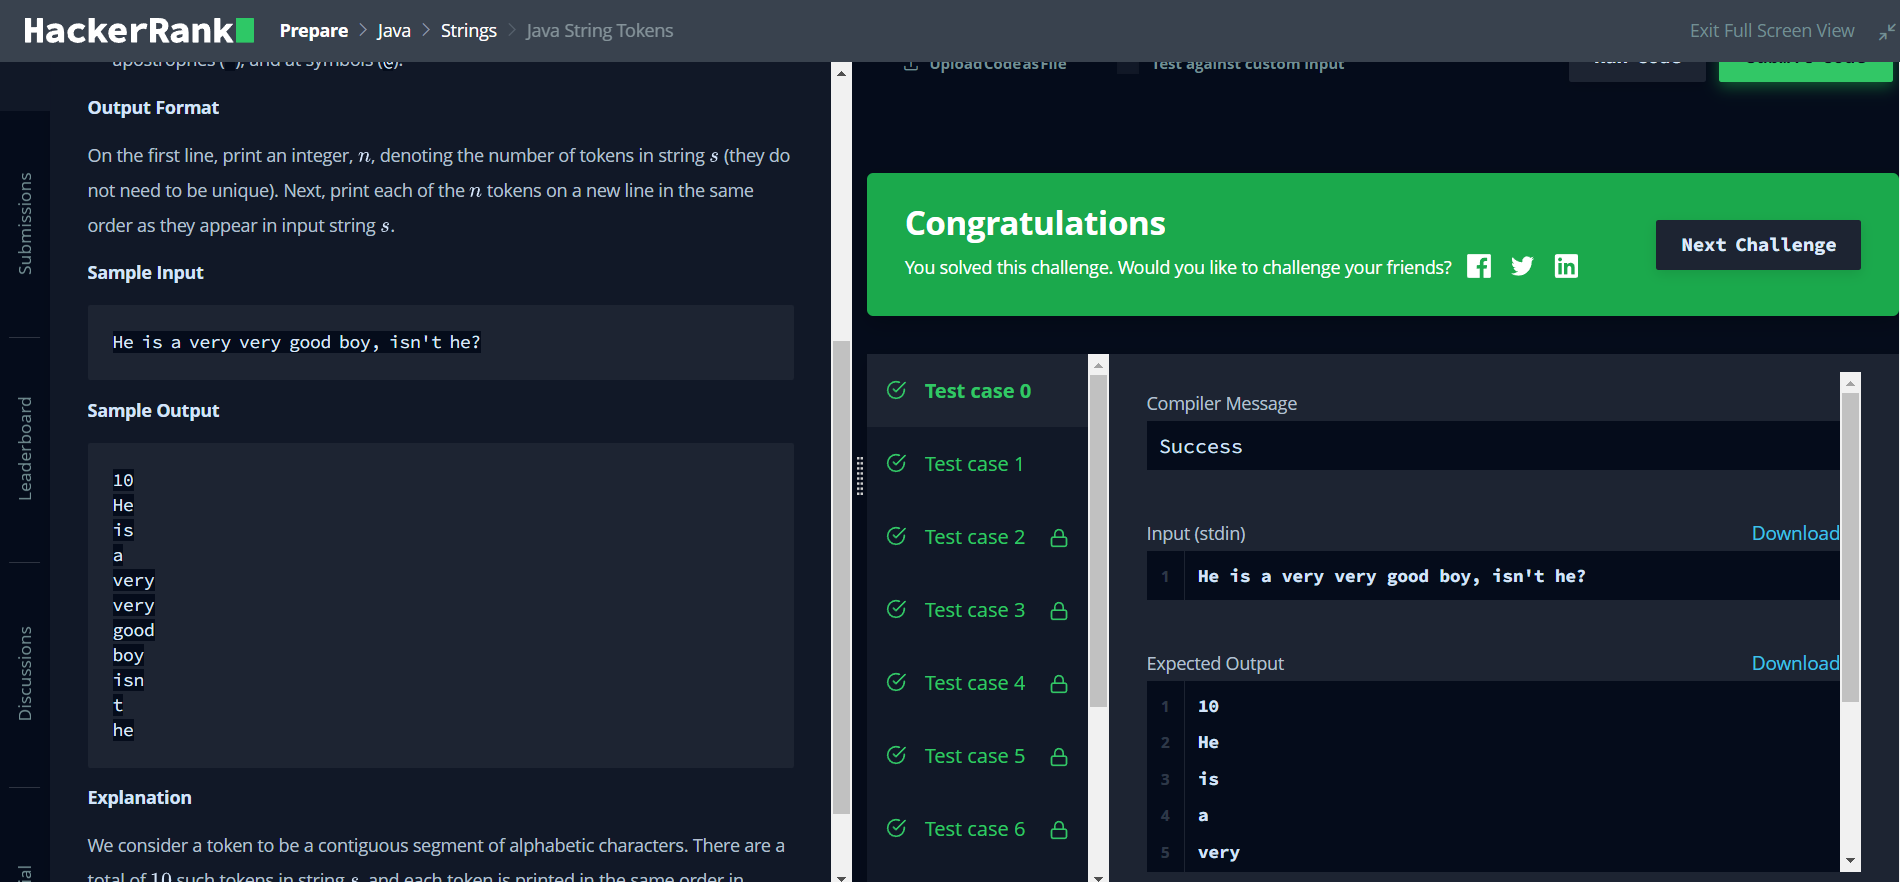 HackerRank
Prepare > Java > Strings > Java String Tokens
Exit Full Screen View
apostrophes (
), and at symbols (@).
Output Format
On the first line, print an integer, n, denoting the number of tokens in string s (they do
not need to be unique). Next, print each of the n tokens on a new line in the same
order as they appear in input string s.
Sample Input
He is a very very good boy, isn't he?
Sample Output
10
He
is
a
very
very
good
boy
isn
t
he
Explanation
We consider a token to be a contiguous segment of alphabetic characters. There are a
total of 10 such tokens in string s, and each token is printed in the same order in
Submissions
Leaderboard
Discussions
Upload Code as File
Test against custom input
Run Code
Submit Code
Congratulations
You solved this challenge. Would you like to challenge your friends?
Next Challenge
Test case 0
Test case 1
Test case 2
Test case 3
Test case 4
Test case 5
Test case 6
Compiler Message
Success
Input (stdin)
Download
1 He is a very very good boy, isn't he?
Expected Output
Download
1 10
2 He
3 is
4 a
5 very